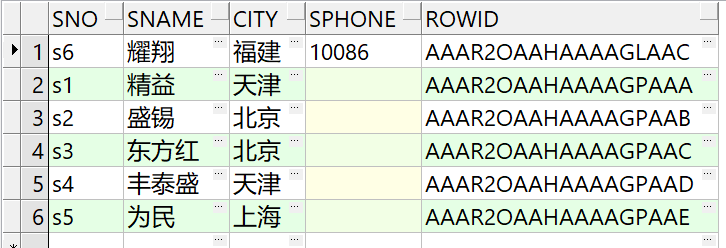 SNO SNAME CITY SPHONE ROWID
1 s6 耀翔 福建 10086 AAAR2OAAHAAAAGLAAC
2 s1 精益 天津 AAAR2OAAHAAAAGPAAA
3 s2 盛锡 北京 AAAR2OAAHAAAAGPAAB
4 s3 东方红 北京 AAAR2OAAHAAAAGPAAC
5 s4 丰泰盛 天津 AAAR2OAAHAAAAGPAAD
6 s5 为民 上海 AAAR2OAAHAAAAGPAAE